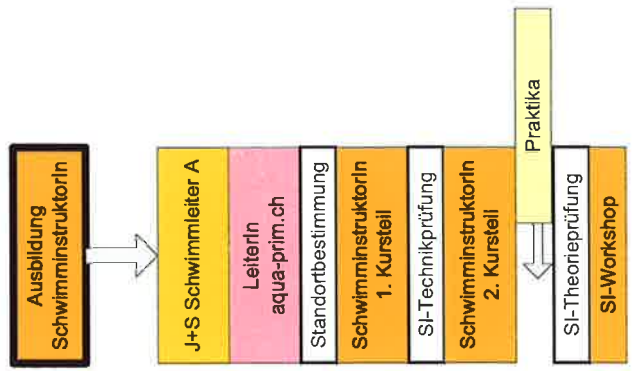 Ausbildung
SchwimminstruktorIn
J+S Schwimmleiter A
LeiterIn
aqua-prim.ch
Standortbestimmung
SchwimminstruktorIn
1. Kursteil
SI-Technikprüfung
SchwimminstruktorIn
2. Kursteil
Praktika
SI-Theorieprüfung
SI-Workshop